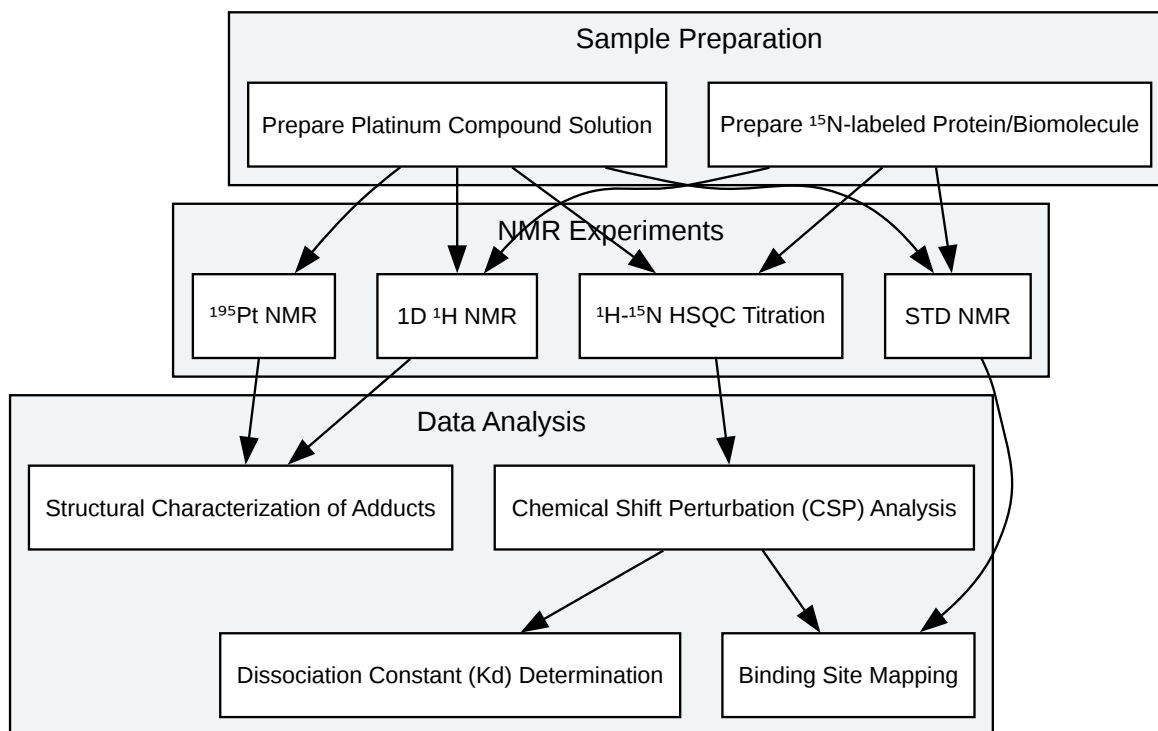 Sample Preparation
Prepare Platinum Compound Solution
Prepare ¹⁵N-labeled Protein/Biomolecule
NMR Experiments
¹⁹⁵Pt NMR
1D ¹H NMR
¹H-¹⁵N HSQC Titration
STD NMR
Data Analysis
Structural Characterization of Adducts
Chemical Shift Perturbation (CSP) Analysis
Dissociation Constant (Kd) Determination
Binding Site Mapping